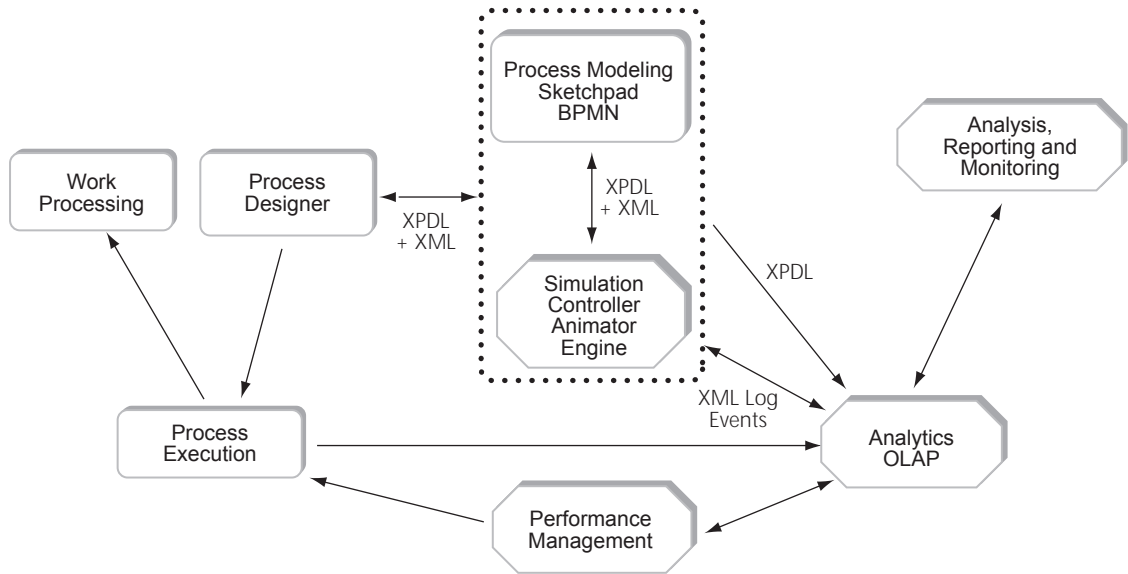 Process Modeling
Sketchpad
BPMN
Analysis,
Reporting and
Monitoring
Work
Processing
Process
Designer
XPDL
+ XML
XPDL
+ XML
Simulation
Controller
Animator
Engine
XPDL
XML Log
Events
Process
Execution
Analytics
OLAP
Performance
Management